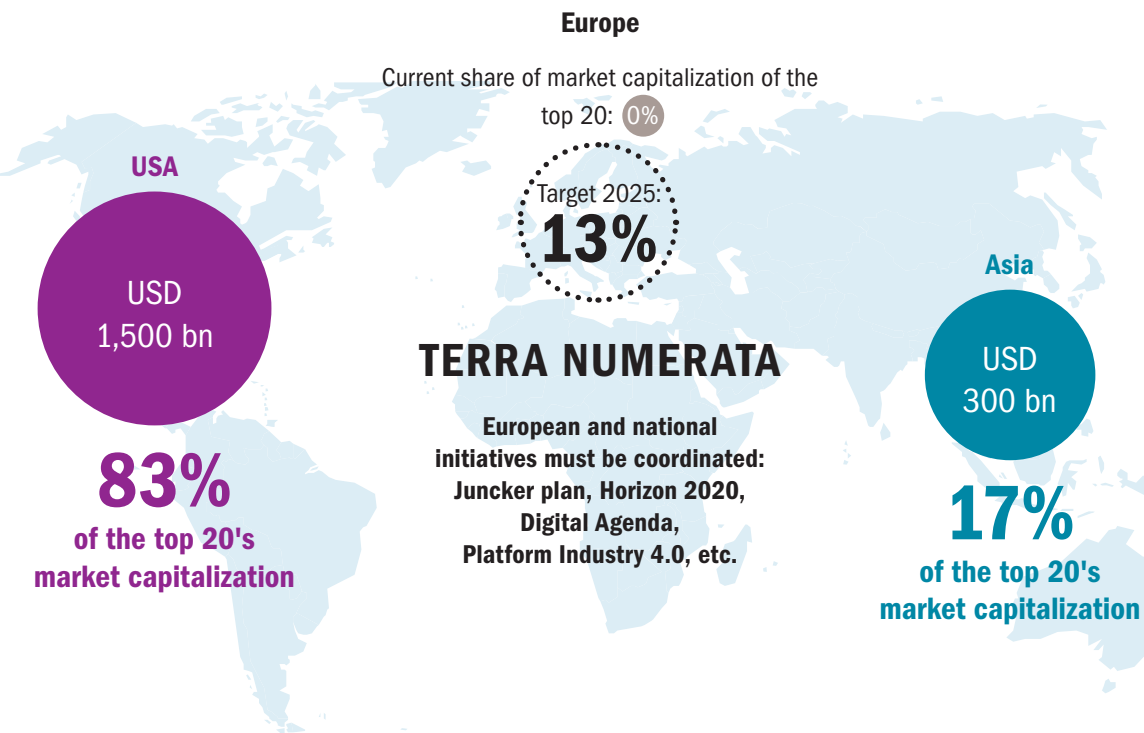 Europe
Current share of market capitalization of the
top 20: 0%
Target 2025:
13%
USA
USD
1,500 bn
83%
of the top 20's
market capitalization
TERRA NUMERATA
European and national
initiatives must be coordinated:
Juncker plan, Horizon 2020,
Digital Agenda,
Platform Industry 4.0, etc.
Asia
USD
300 bn
17%
of the top 20's
market capitalization